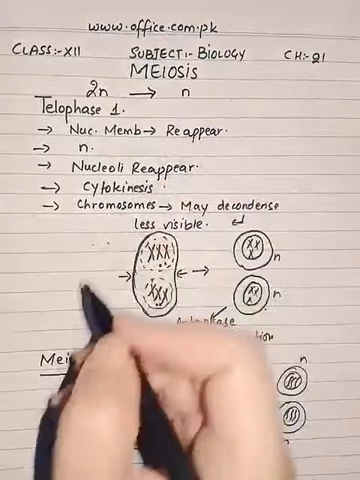 www.office.com.pk
CLASS:-XII SUBJECT:- BIOLOGY CH:-21
MEIOSIS
2n → n
Telophase 1.
→ Nuc. Memb → Reappear.
→ n.
→ Nucleoli Reappear.
→ Cytokinesis.
→ Chromosomes → May decondense
less visible.
n
n
Mei
n